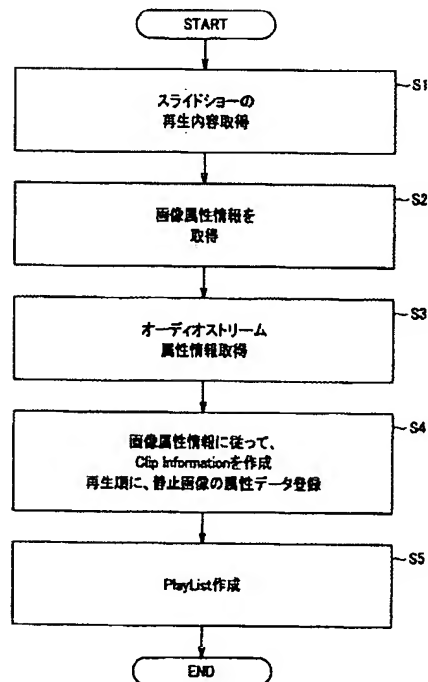 START
S1
スライドショーの
再生内容取得
S2
画像属性情報を
取得
S3
オーディオストリーム
属性情報取得
S4
画像属性情報に従って、
Clip Informationを作成
再生順に、静止画像の属性データ登録
S5
PlayList作成
END